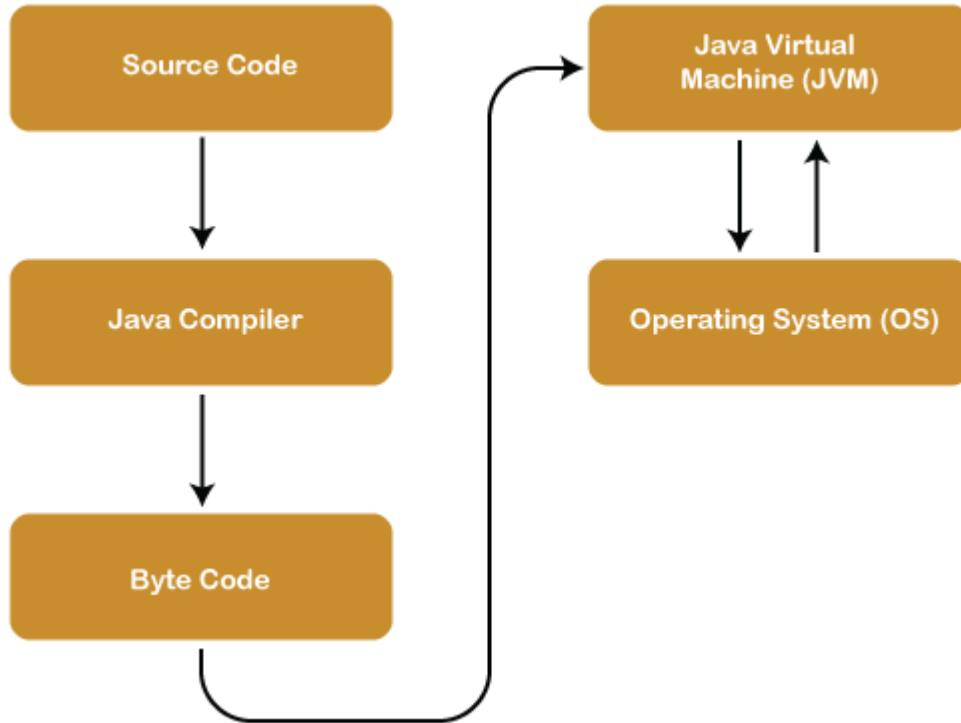 Source Code
Java Compiler
Byte Code
Java Virtual
Machine (JVM)
Operating System (OS)